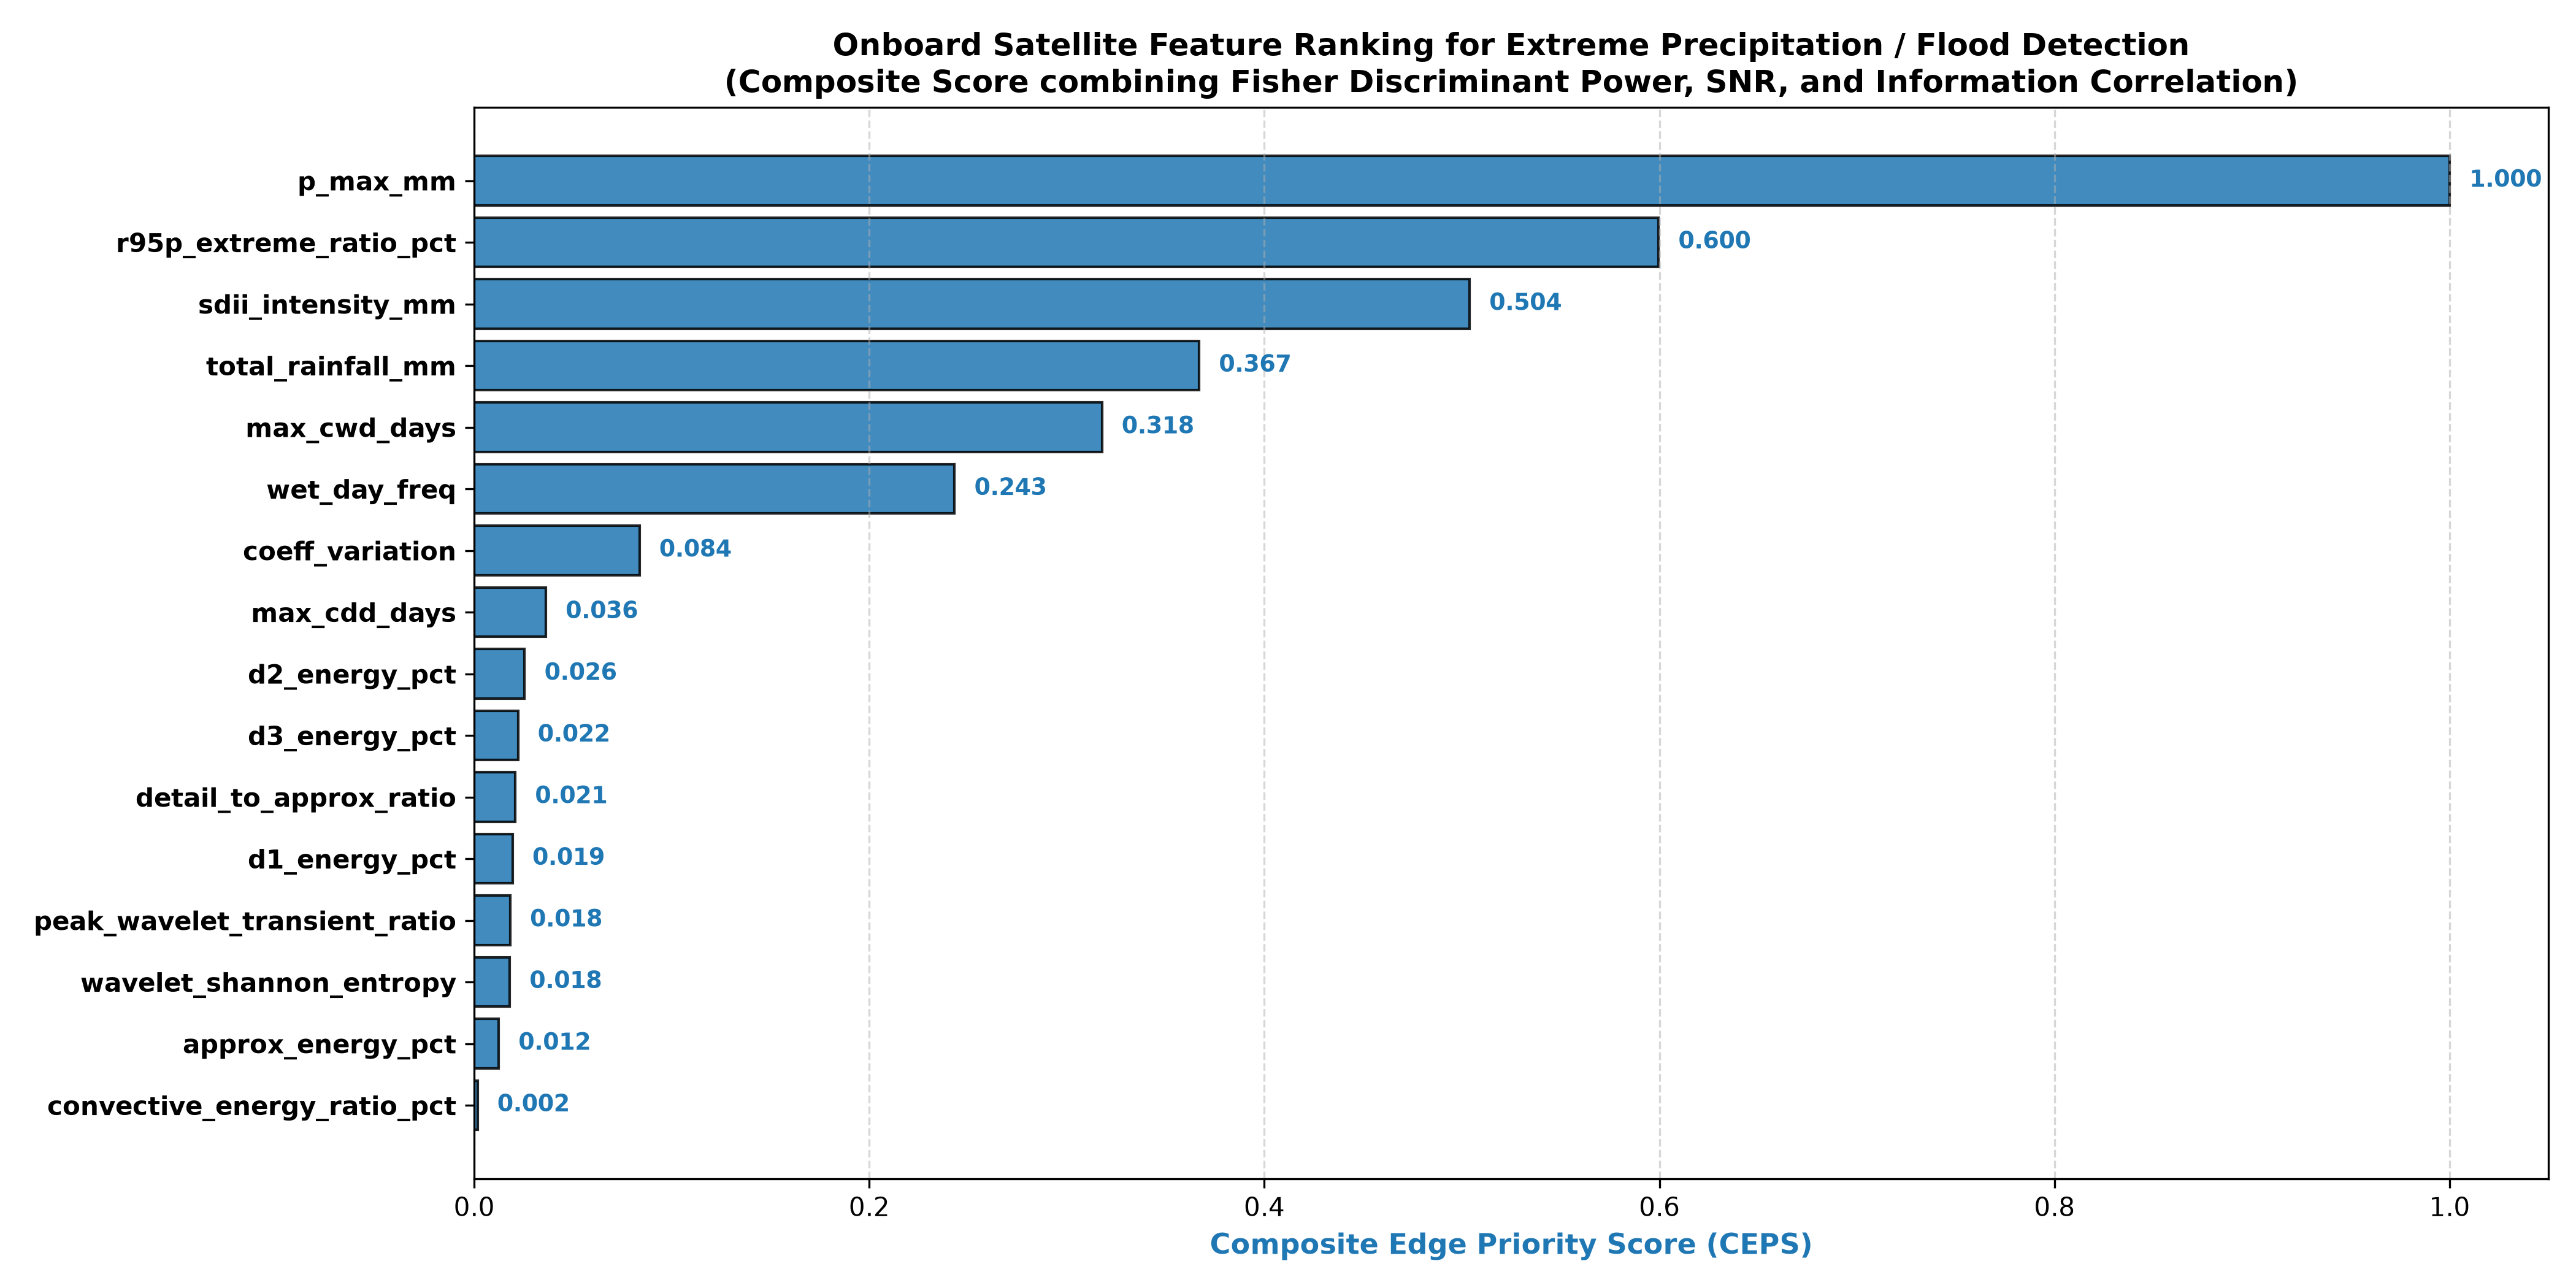 Onboard Satellite Feature Ranking for Extreme Precipitation / Flood Detection
(Composite Score combining Fisher Discriminant Power, SNR, and Information Correlation)
p_max_mm 1.000
r95p_extreme_ratio_pct 0.600
sdii_intensity_mm 0.504
total_rainfall_mm 0.367
max_cwd_days 0.318
wet_day_freq 0.243
coeff_variation 0.084
max_cdd_days 0.036
d2_energy_pct 0.026
d3_energy_pct 0.022
detail_to_approx_ratio 0.021
d1_energy_pct 0.019
peak_wavelet_transient_ratio 0.018
wavelet_shannon_entropy 0.018
approx_energy_pct 0.012
convective_energy_ratio_pct 0.002
0.0 0.2 0.4 0.6 0.8 1.0
Composite Edge Priority Score (CEPS)